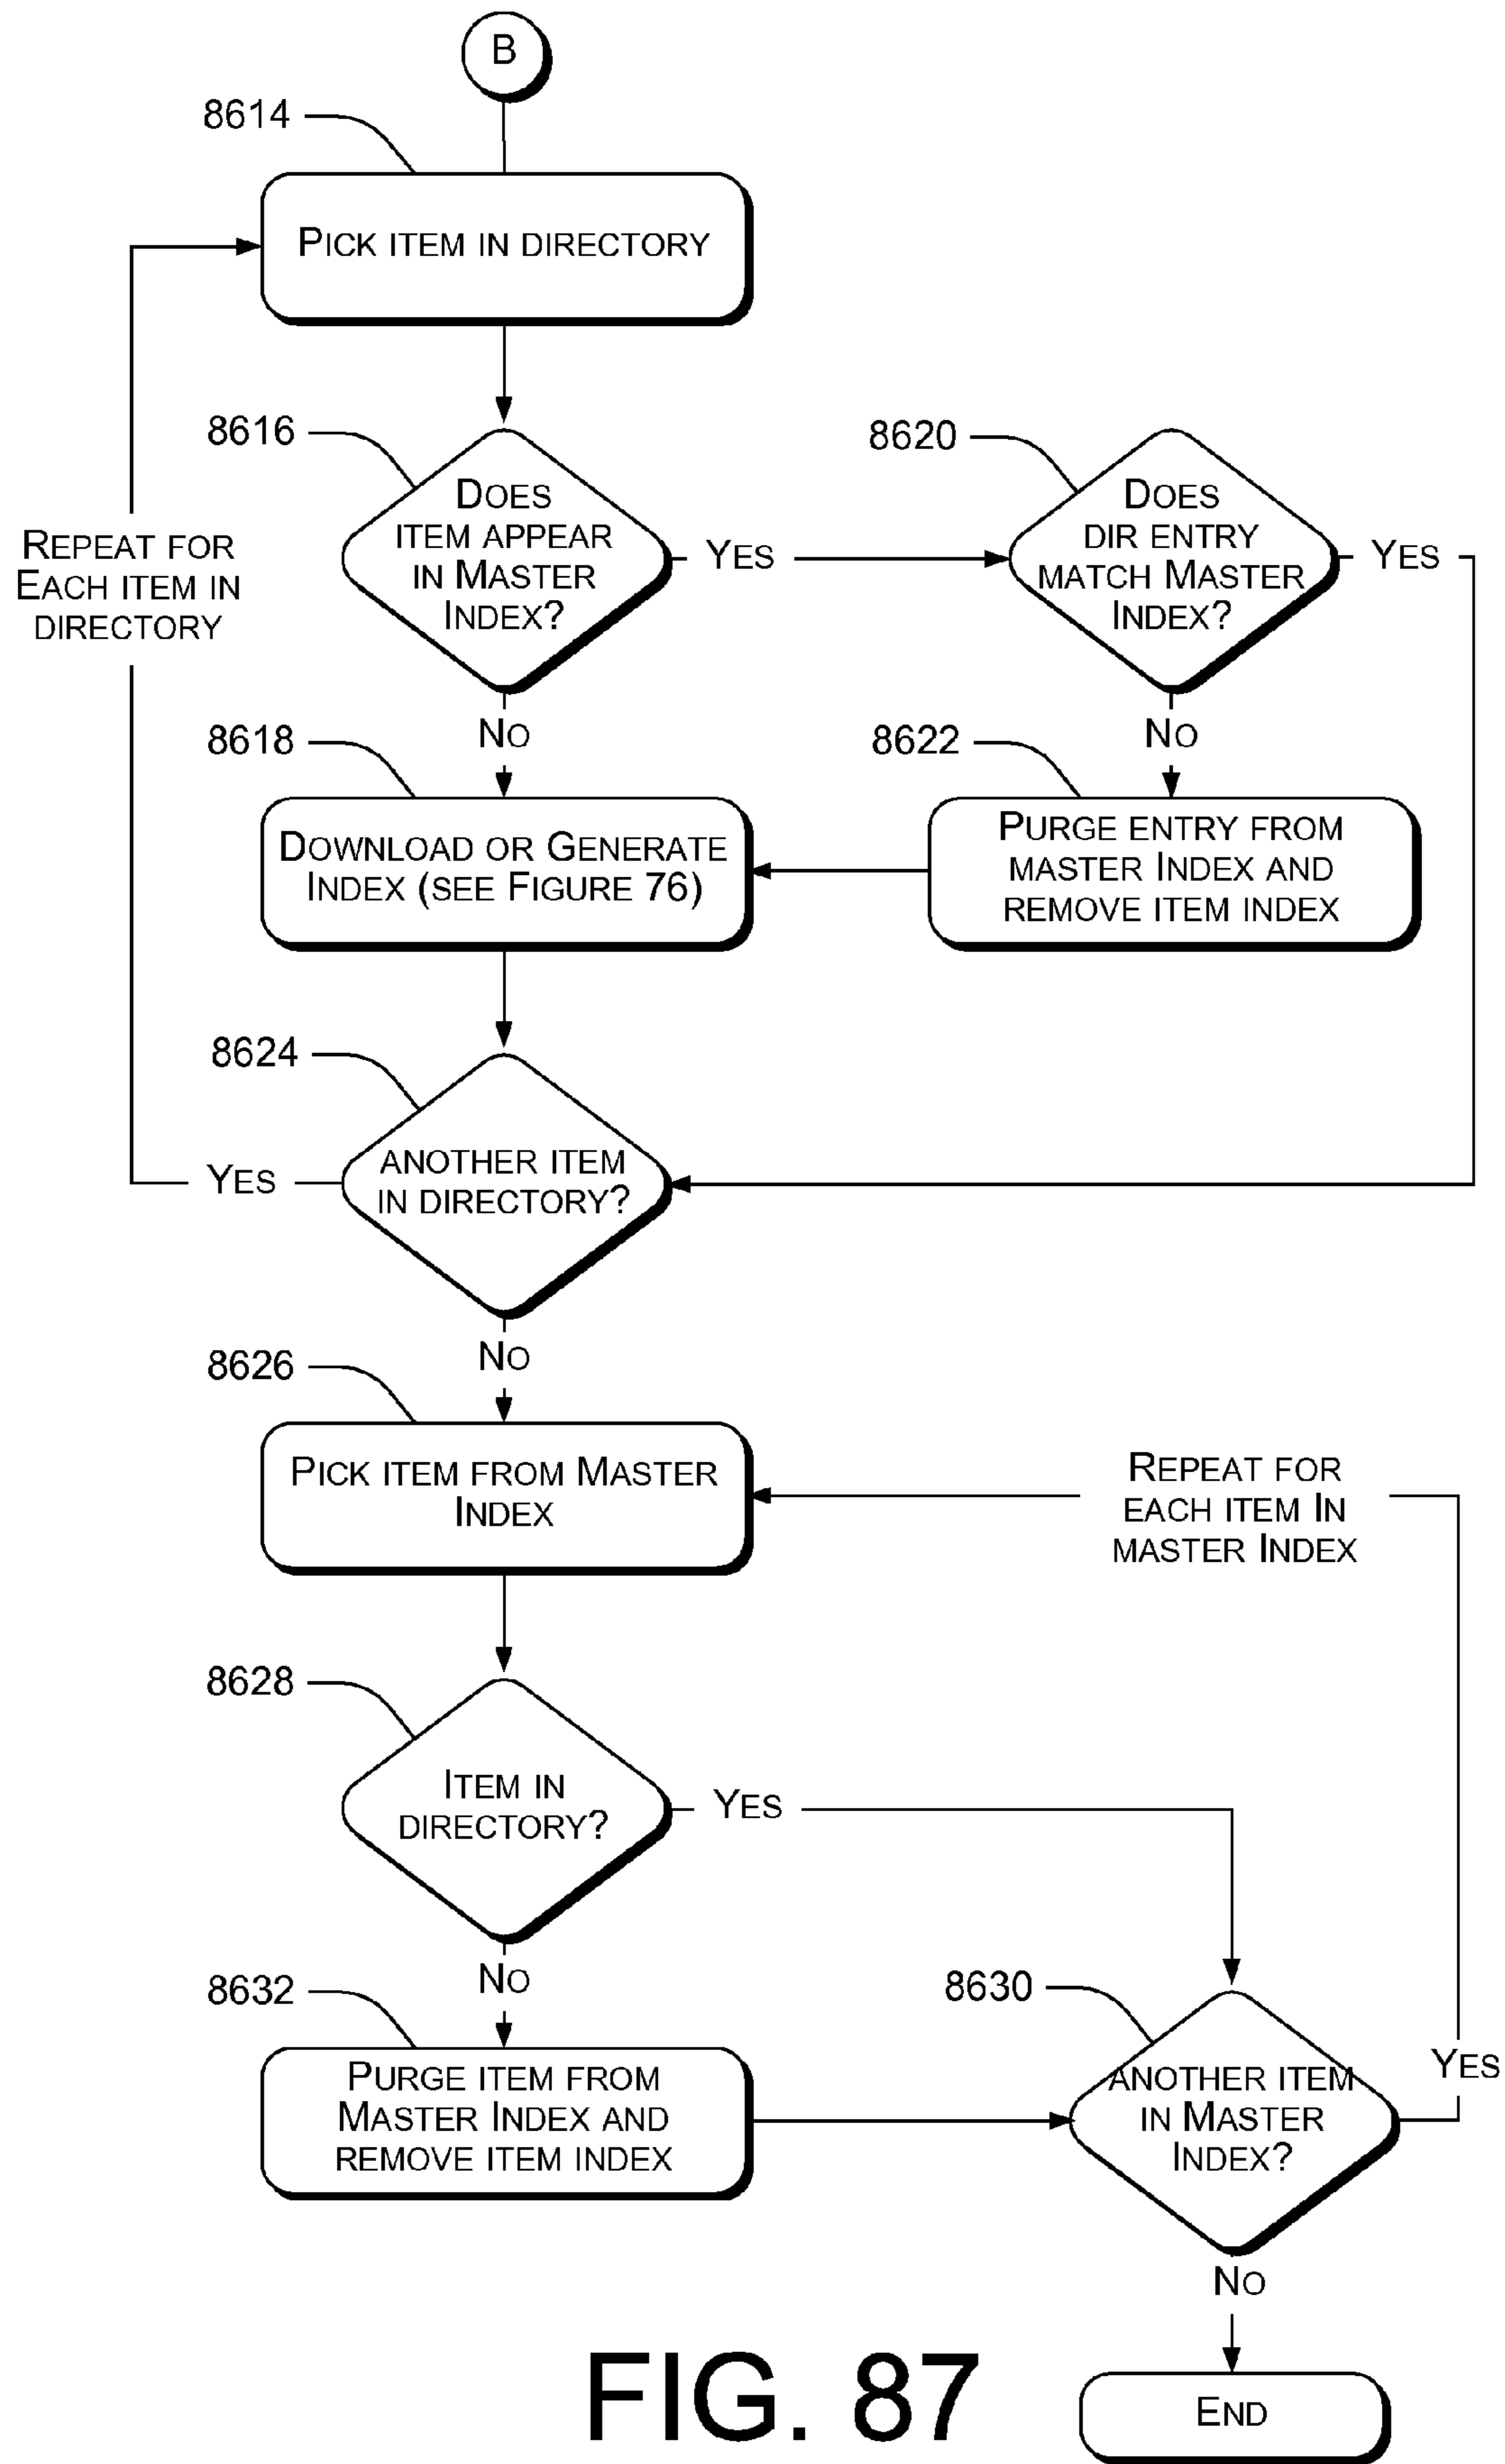 B
8614
PICK ITEM IN DIRECTORY
8616
DOES
ITEM APPEAR
IN MASTER
INDEX?
YES
8620
DOES
DIR ENTRY
MATCH MASTER
INDEX?
YES
REPEAT FOR
EACH ITEM IN
DIRECTORY
NO
NO
8618
DOWNLOAD OR GENERATE
INDEX (SEE FIGURE 76)
8622
PURGE ENTRY FROM
MASTER INDEX AND
REMOVE ITEM INDEX
8624
ANOTHER ITEM
IN DIRECTORY?
YES
NO
8626
PICK ITEM FROM MASTER
INDEX
REPEAT FOR
EACH ITEM IN
MASTER INDEX
8628
ITEM IN
DIRECTORY?
YES
NO
8632
PURGE ITEM FROM
MASTER INDEX AND
REMOVE ITEM INDEX
8630
ANOTHER ITEM
IN MASTER
INDEX?
YES
NO
END
FIG. 87